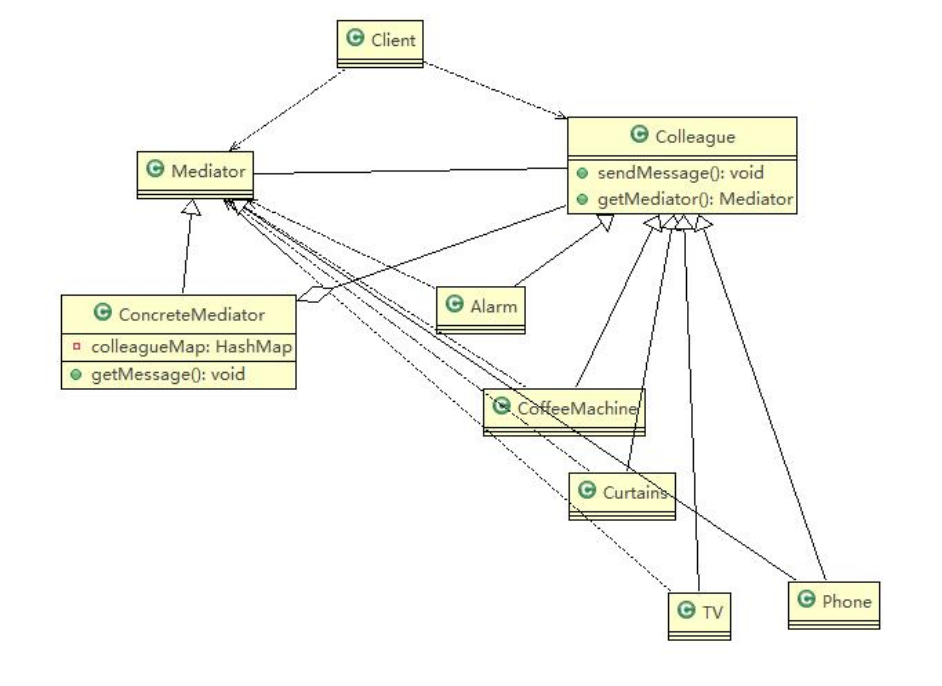 Client
Colleague
sendMessage(): void
getMediator(): Mediator
Mediator
ConcreteMediator
colleagueMap: HashMap
getMessage(): void
Alarm
CoffeeMachine
Curtains
TV
Phone